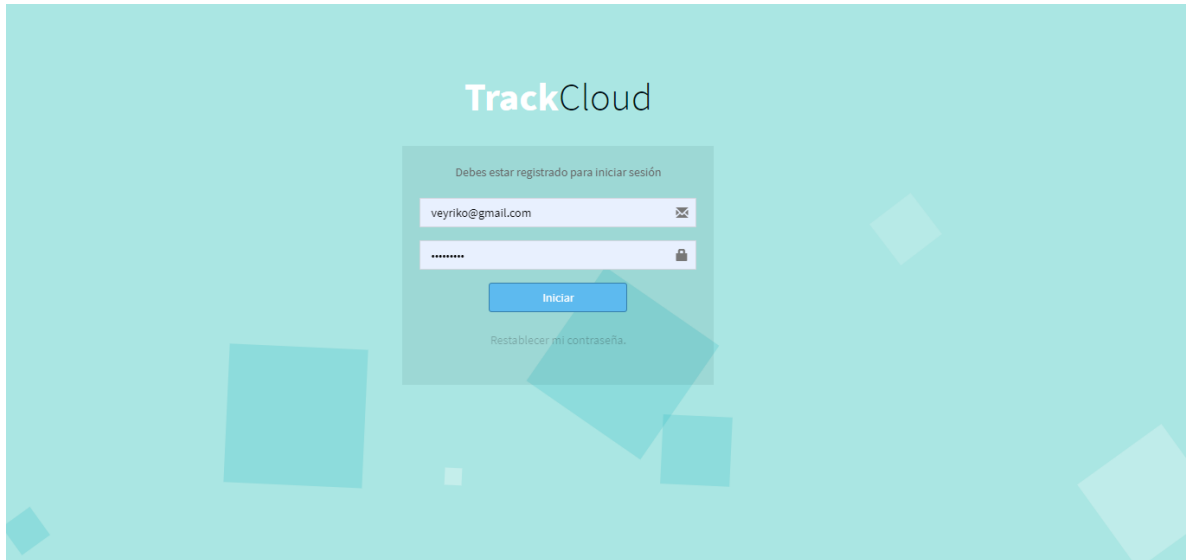 TrackCloud
Debes estar registrado para iniciar sesión
veyriko@gmail.com
•••••••••
Iniciar
Restablecer mi contraseña.